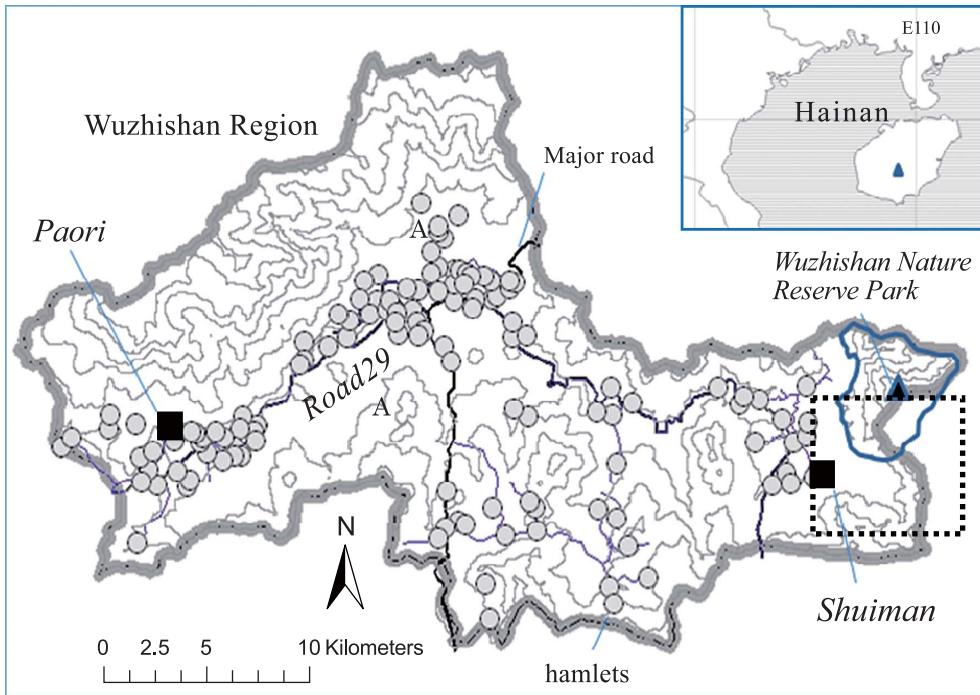 E110
Hainan
Wuzhishan Region
Major road
Paori
A
Wuzhishan Nature
Reserve Park
Road29
A
N
Shuiman
0 2.5 5 10 Kilometers
hamlets